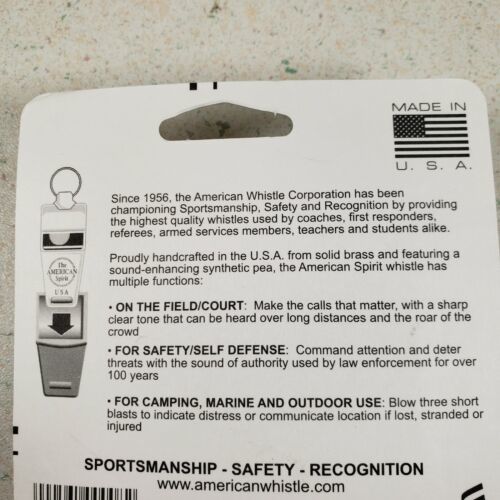 MADE IN
U. S. A.
Since 1956, the American Whistle Corporation has been
championing Sportsmanship, Safety and Recognition by providing
the highest quality whistles used by coaches, first responders,
referees, armed services members, teachers and students alike.
Proudly handcrafted in the U.S.A. from solid brass and featuring a
sound-enhancing synthetic pea, the American Spirit whistle has
multiple functions:
The
AMERICAN
Spirit
USA
• ON THE FIELD/COURT: Make the calls that matter, with a sharp
clear tone that can be heard over long distances and the roar of the
crowd
• FOR SAFETY/SELF DEFENSE: Command attention and deter
threats with the sound of authority used by law enforcement for over
100 years
• FOR CAMPING, MARINE AND OUTDOOR USE: Blow three short
blasts to indicate distress or communicate location if lost, stranded or
injured
SPORTSMANSHIP - SAFETY - RECOGNITION
www.americanwhistle.com